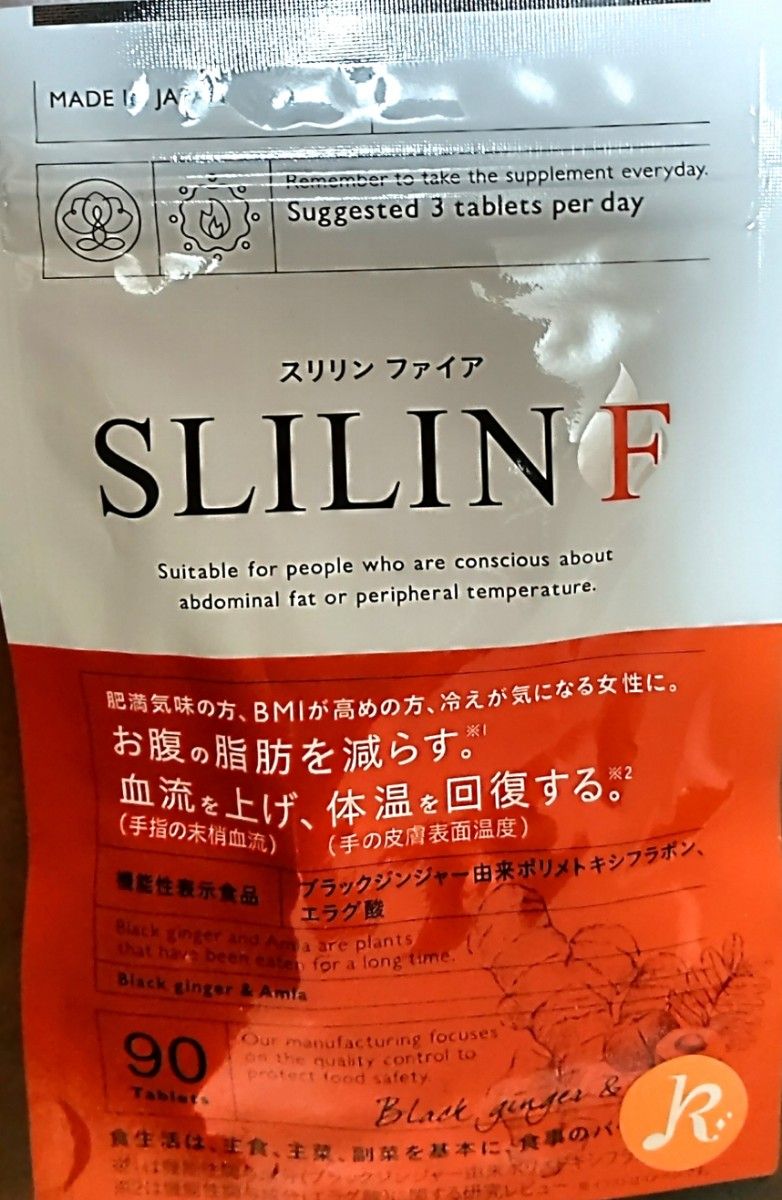 MADE IN JAPAN
Remember to take the supplement everyday.
Suggested 3 tablets per day
スリリン ファイア
SLILIN F
Suitable for people who are conscious about
abdominal fat or peripheral temperature.
肥満気味の方、BMIが高めの方、冷えが気になる女性に。
お腹の脂肪を減らす。※1
血流を上げ、体温を回復する。※2
(手指の末梢血流) (手の皮膚表面温度)
機能性表示食品
ブラックジンジャー由来ポリメトキシフラボン、
エラグ酸
Black ginger and Amla are plants
that have been eaten for a long time.
Black ginger & Amla
90
Tablets
Our manufacturing focuses
on the quality control to
protect food safety.
Black ginger &
食生活は、主食、主菜、副菜を基本に、食事のバ